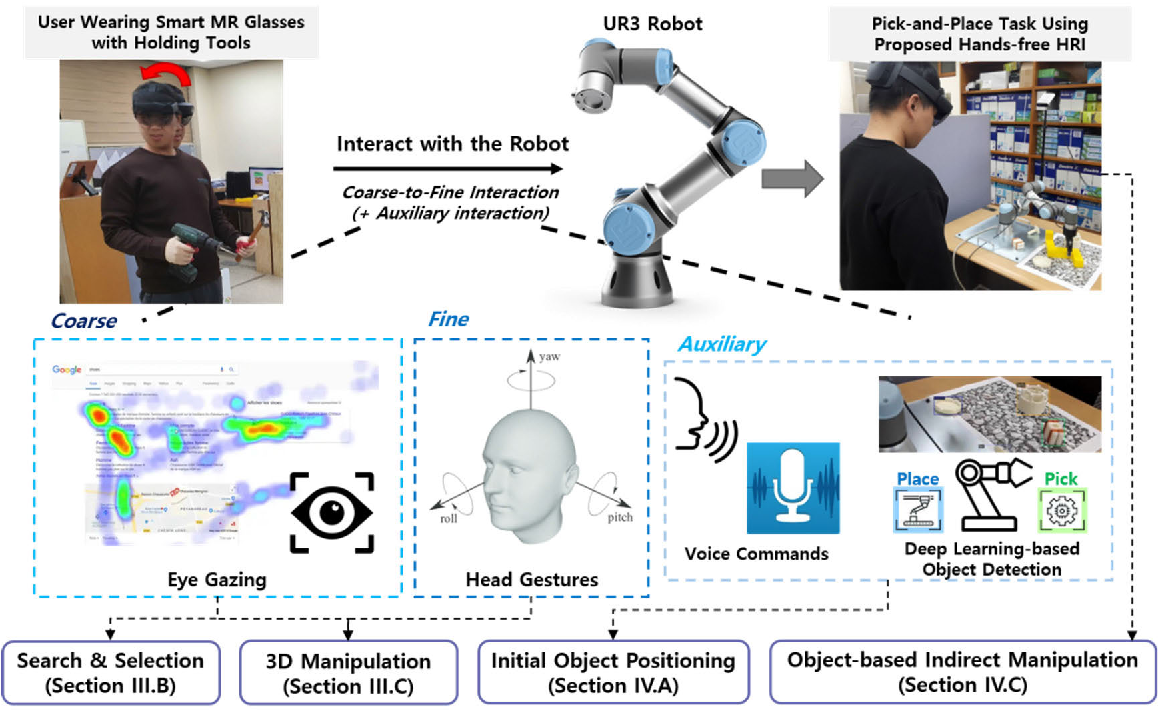 User Wearing Smart MR Glasses
with Holding Tools
UR3 Robot
Pick-and-Place Task Using
Proposed Hands-free HRI
Interact with the Robot
Coarse-to-Fine Interaction
(+ Auxiliary interaction)
Coarse
Fine
Auxiliary
Google
yaw
roll
pitch
Place
Pick
Eye Gazing
Head Gestures
Voice Commands
Deep Learning-based
Object Detection
Search & Selection
(Section III.B)
3D Manipulation
(Section III.C)
Initial Object Positioning
(Section IV.A)
Object-based Indirect Manipulation
(Section IV.C)